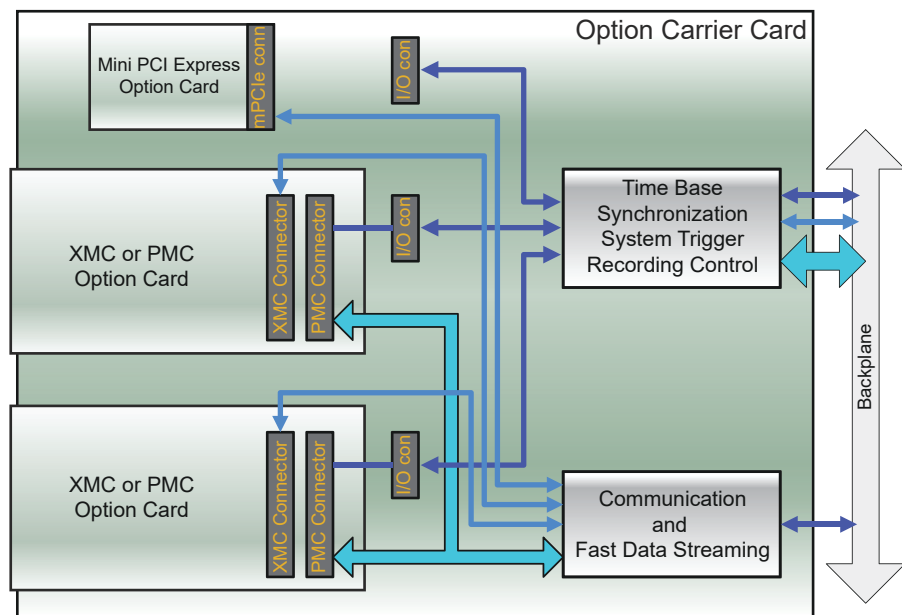 Option Carrier Card
Mini PCI Express
Option Card
mPCIe conn
I/O con
XMC or PMC
Option Card
XMC Connector
PMC Connector
I/O con
Time Base
Synchronization
System Trigger
Recording Control
Backplane
XMC or PMC
Option Card
XMC Connector
PMC Connector
I/O con
Communication
and
Fast Data Streaming